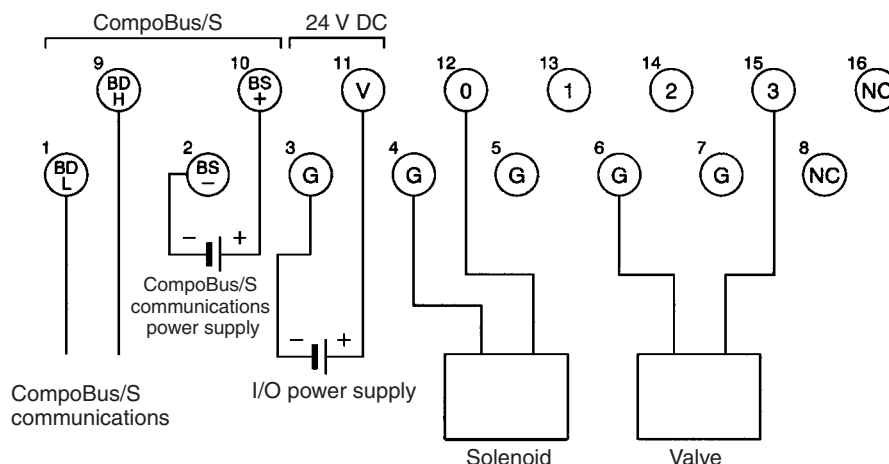 CompoBus/S 24 V DC
9 10 11 12 13 14 15 16
BD H BS + V 0 1 2 3 NC
1 2 3 4 5 6 7 8
BD L BS – G G G G G NC
– +
CompoBus/S
communications
power supply
– +
CompoBus/S
communications
I/O power supply
Solenoid Valve